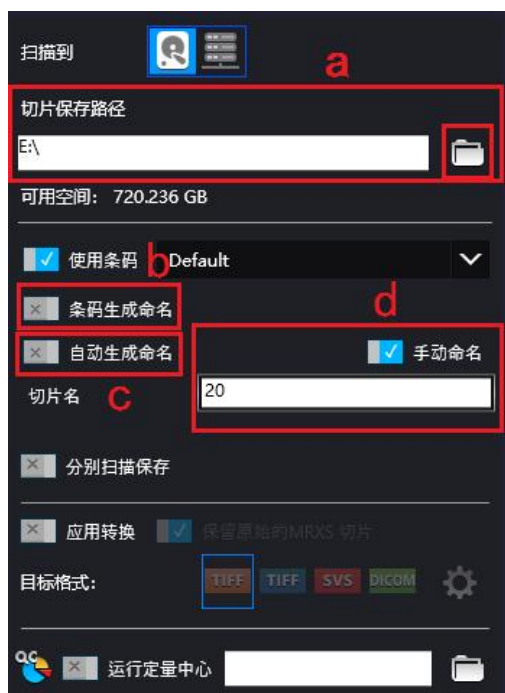 扫描到
a
切片保存路径
E:\
可用空间: 720.236 GB
使用条码 b Default
条码生成命名 d
自动生成命名 手动命名
切片名 c 20
分别扫描保存
应用转换 保留原始的MRXS 切片
目标格式: TIFF TIFF SVS DICOM
QC 运行定量中心